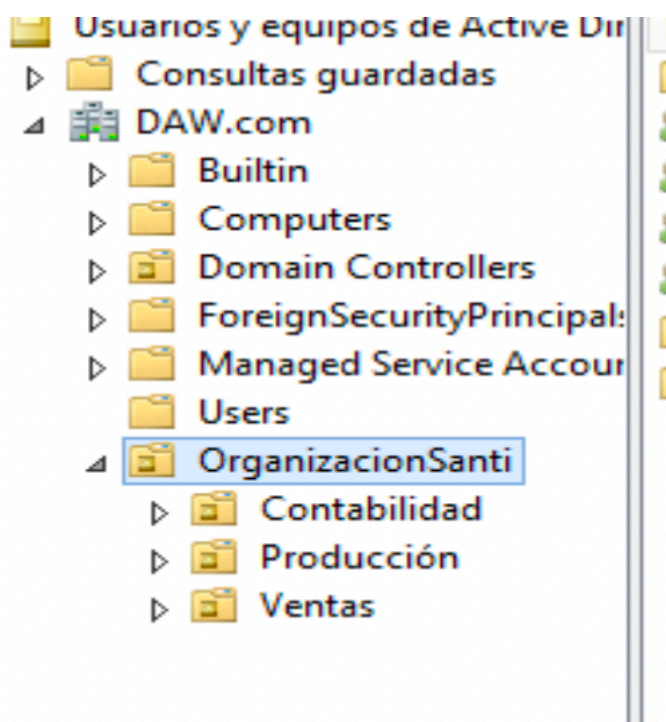 Usuarios y equipos de Active Dir
Consultas guardadas
DAW.com
Builtin
Computers
Domain Controllers
ForeignSecurityPrincipals
Managed Service Accour
Users
OrganizacionSanti
Contabilidad
Producción
Ventas